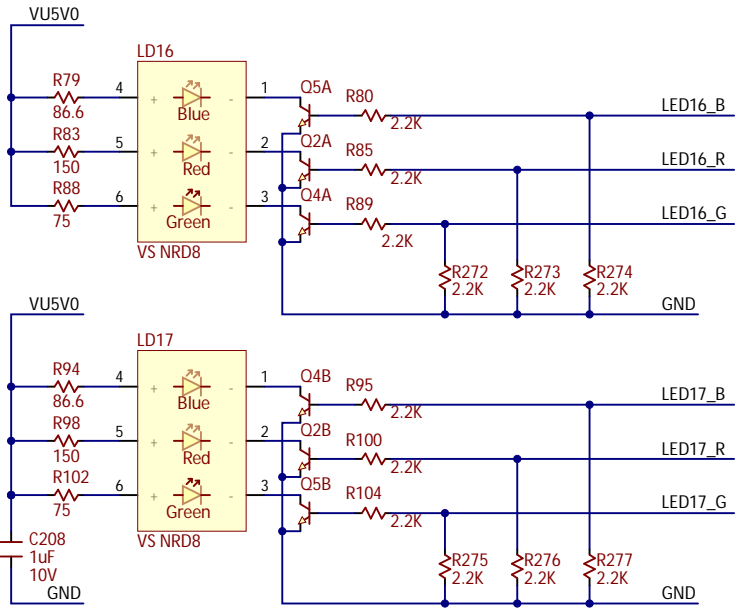 VU5V0
LD16
R79
86.6
4
+
-
1
Blue
Q5A
R80
2.2K
LED16_B
R83
150
5
+
-
2
Red
Q2A
R85
2.2K
LED16_R
R88
75
6
+
-
3
Green
Q4A
R89
2.2K
LED16_G
VS NRD8
R272
2.2K
R273
2.2K
R274
2.2K
GND
VU5V0
LD17
R94
86.6
4
+
-
1
Blue
Q4B
R95
2.2K
LED17_B
R98
150
5
+
-
2
Red
Q2B
R100
2.2K
LED17_R
R102
75
6
+
-
3
Green
Q5B
R104
2.2K
LED17_G
VS NRD8
C208
1uF
10V
GND
R275
2.2K
R276
2.2K
R277
2.2K
GND